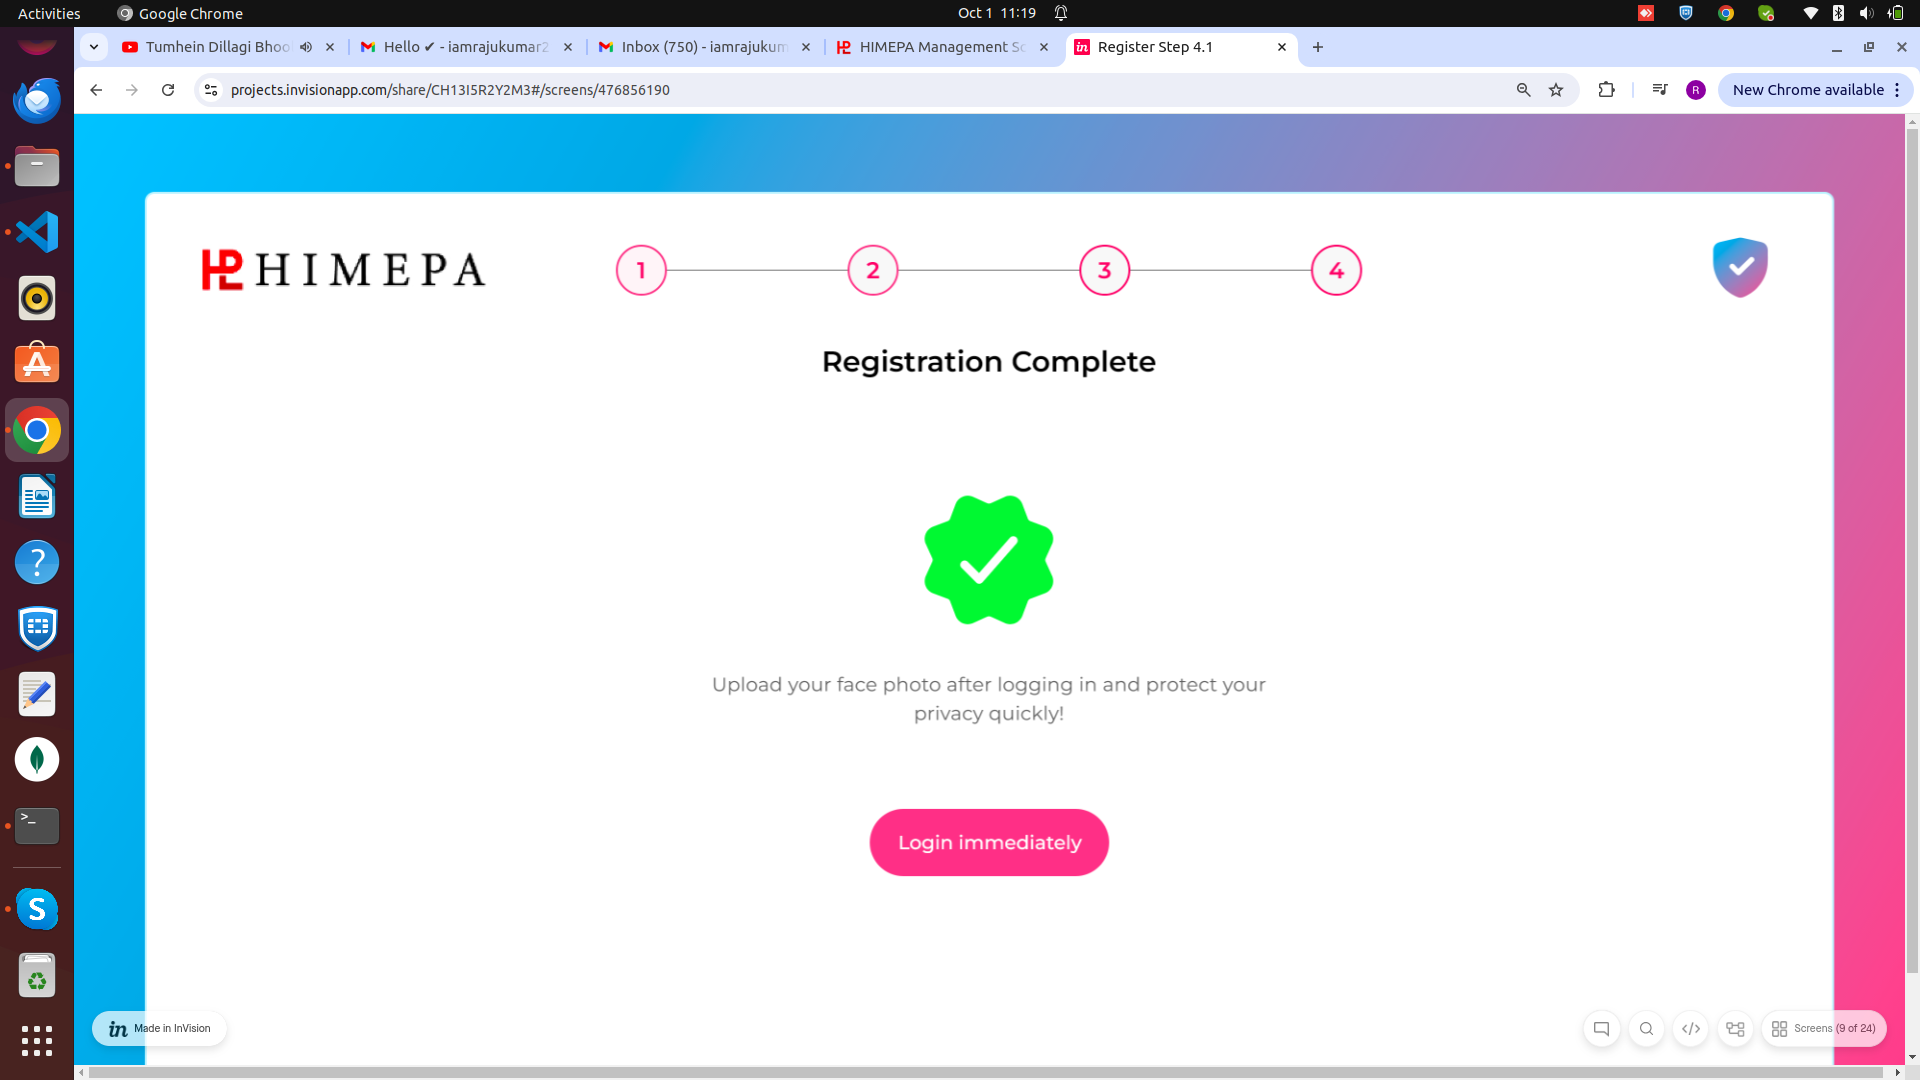 Activities
Google Chrome
Oct 1 11:19
Tumhein Dillagi Bhoo
Hello ✔ - iamrajukumar2
Inbox (750) - iamrajukum
HIMEPA Management Sc
Register Step 4.1
projects.invisionapp.com/share/CH13I5R2Y2M3#/screens/476856190
R
New Chrome available
HIMEPA
1
2
3
4
Registration Complete
Upload your face photo after logging in and protect your
privacy quickly!
Login immediately
in Made in InVision
Screens (9 of 24)